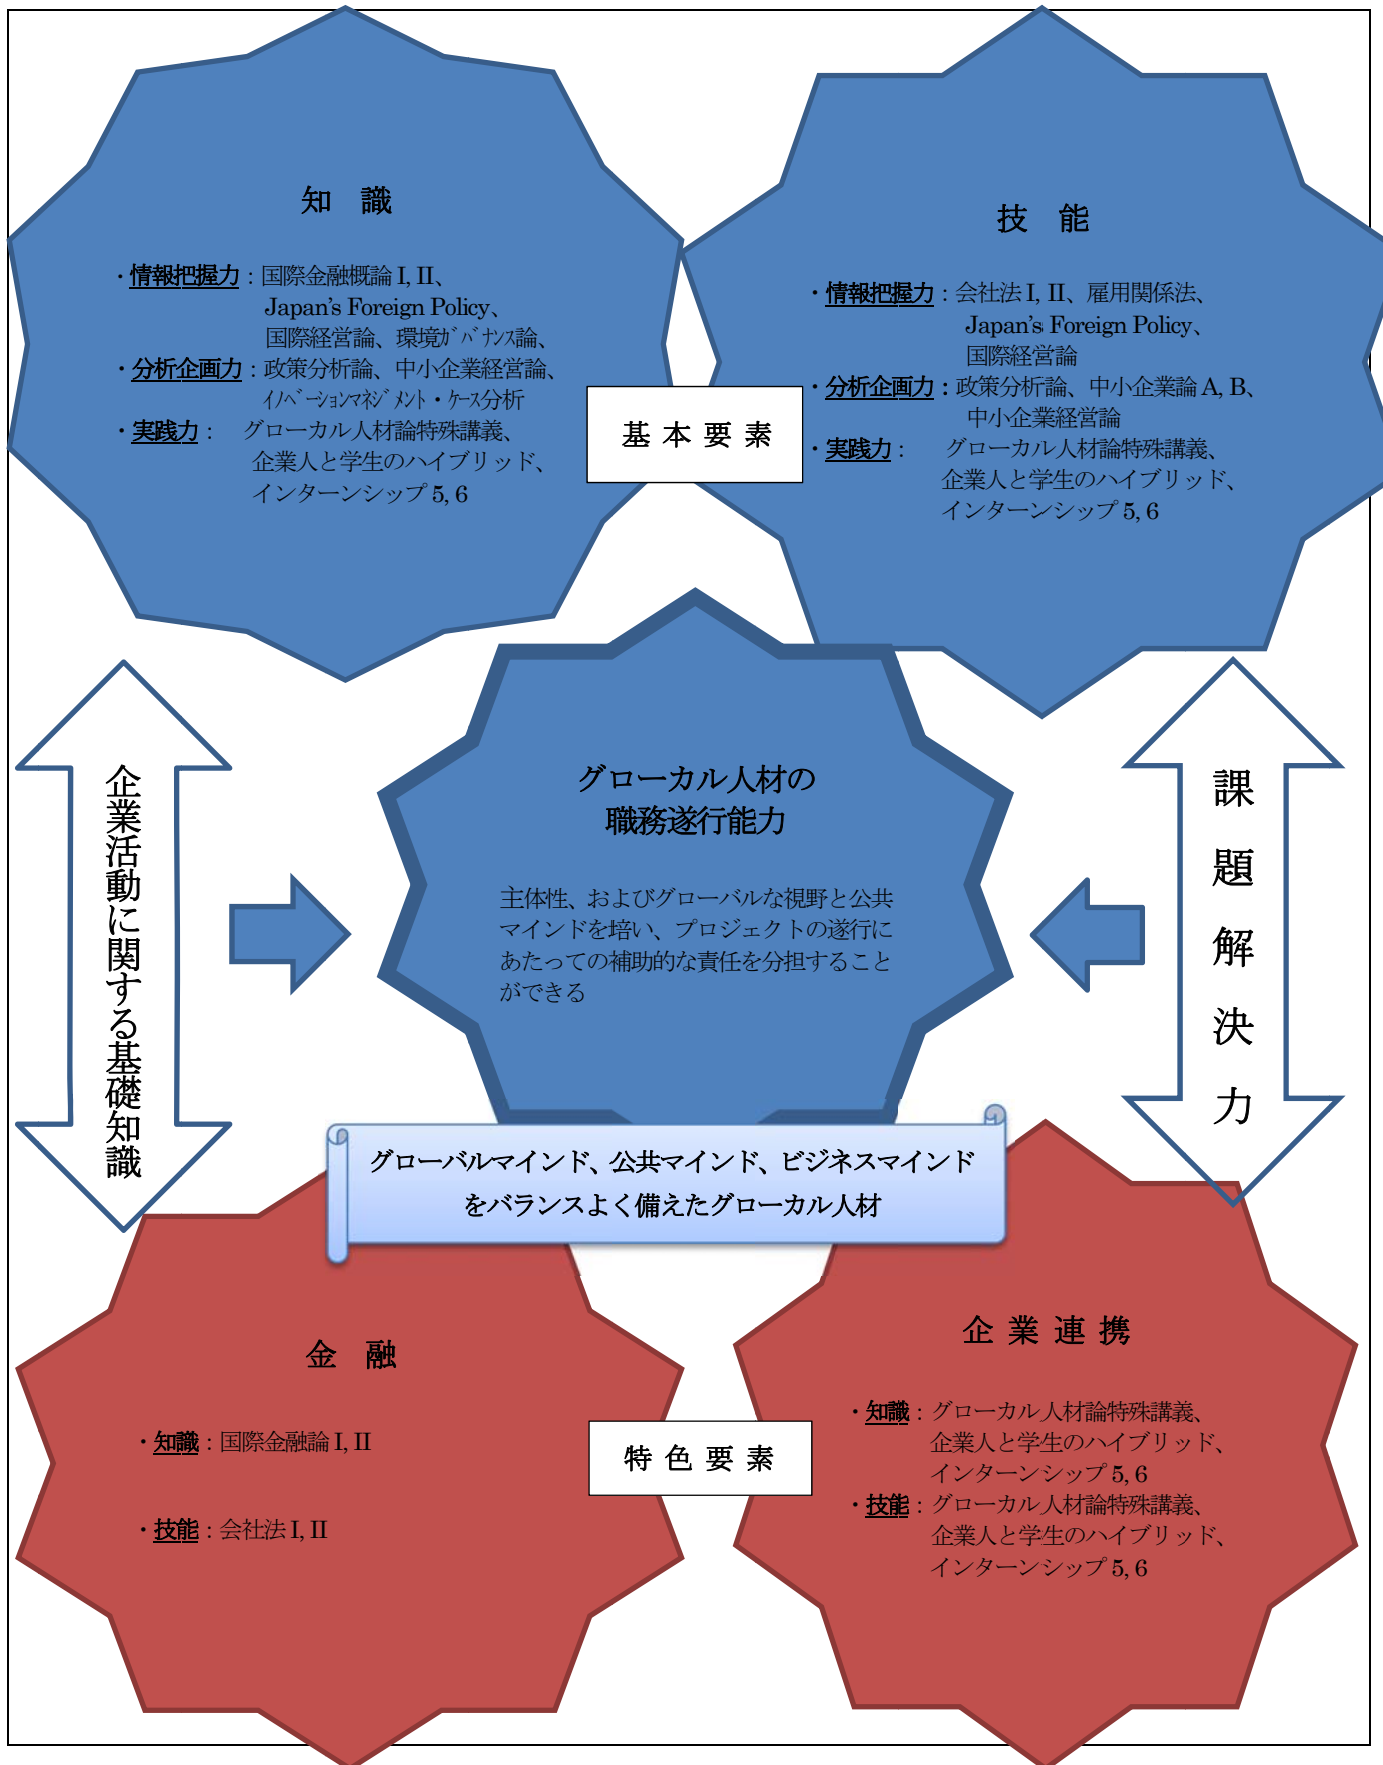 知 識
・情報把握力：国際金融概論 I, II、
Japan's Foreign Policy、
国際経営論、環境ｶﾞﾊﾞﾅﾝｽ論、
・分析企画力：政策分析論、中小企業経営論、
ｲﾉﾍﾞｰｼｮﾝﾏﾈｼﾞﾒﾝﾄ・ｹｰｽ分析
・実践力： グローカル人材論特殊講義、
企業人と学生のハイブリッド、
インターンシップ 5, 6
技 能
・情報把握力：会社法 I, II、雇用関係法、
Japan's Foreign Policy、
国際経営論
・分析企画力：政策分析論、中小企業論 A, B、
中小企業経営論
・実践力： グローカル人材論特殊講義、
企業人と学生のハイブリッド、
インターンシップ 5, 6
基 本 要 素
企業活動に関する基礎知識
グローカル人材の
職務遂行能力
主体性、およびグローバルな視野と公共
マインドを培い、プロジェクトの遂行に
あたっての補助的な責任を分担すること
ができる
課題解決力
グローバルマインド、公共マインド、ビジネスマインド
をバランスよく備えたグローカル人材
金 融
・知識：国際金融論 I, II
・技能：会社法 I, II
特 色 要 素
企 業 連 携
・知識：グローカル人材論特殊講義、
企業人と学生のハイブリッド、
インターンシップ 5, 6
・技能：グローカル人材論特殊講義、
企業人と学生のハイブリッド、
インターンシップ 5, 6